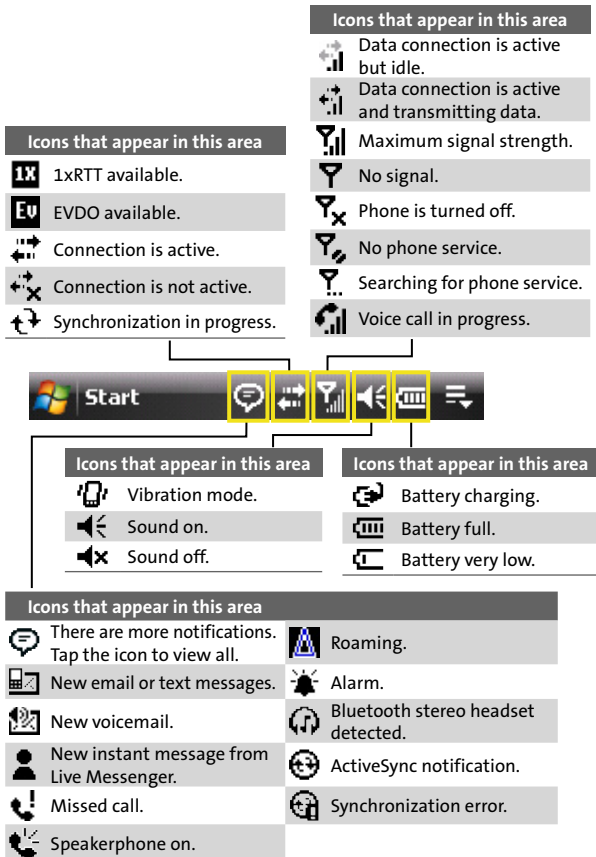 Icons that appear in this area
Data connection is active
but idle.
Data connection is active
and transmitting data.
Maximum signal strength.
No signal.
Phone is turned off.
No phone service.
Searching for phone service.
Voice call in progress.
Icons that appear in this area
1X 1xRTT available.
Ev EVDO available.
Connection is active.
Connection is not active.
Synchronization in progress.
Start
Icons that appear in this area
Vibration mode.
Sound on.
Sound off.
Icons that appear in this area
Battery charging.
Battery full.
Battery very low.
Icons that appear in this area
There are more notifications.
Tap the icon to view all.
New email or text messages.
New voicemail.
New instant message from
Live Messenger.
Missed call.
Speakerphone on.
Roaming.
Alarm.
Bluetooth stereo headset
detected.
ActiveSync notification.
Synchronization error.